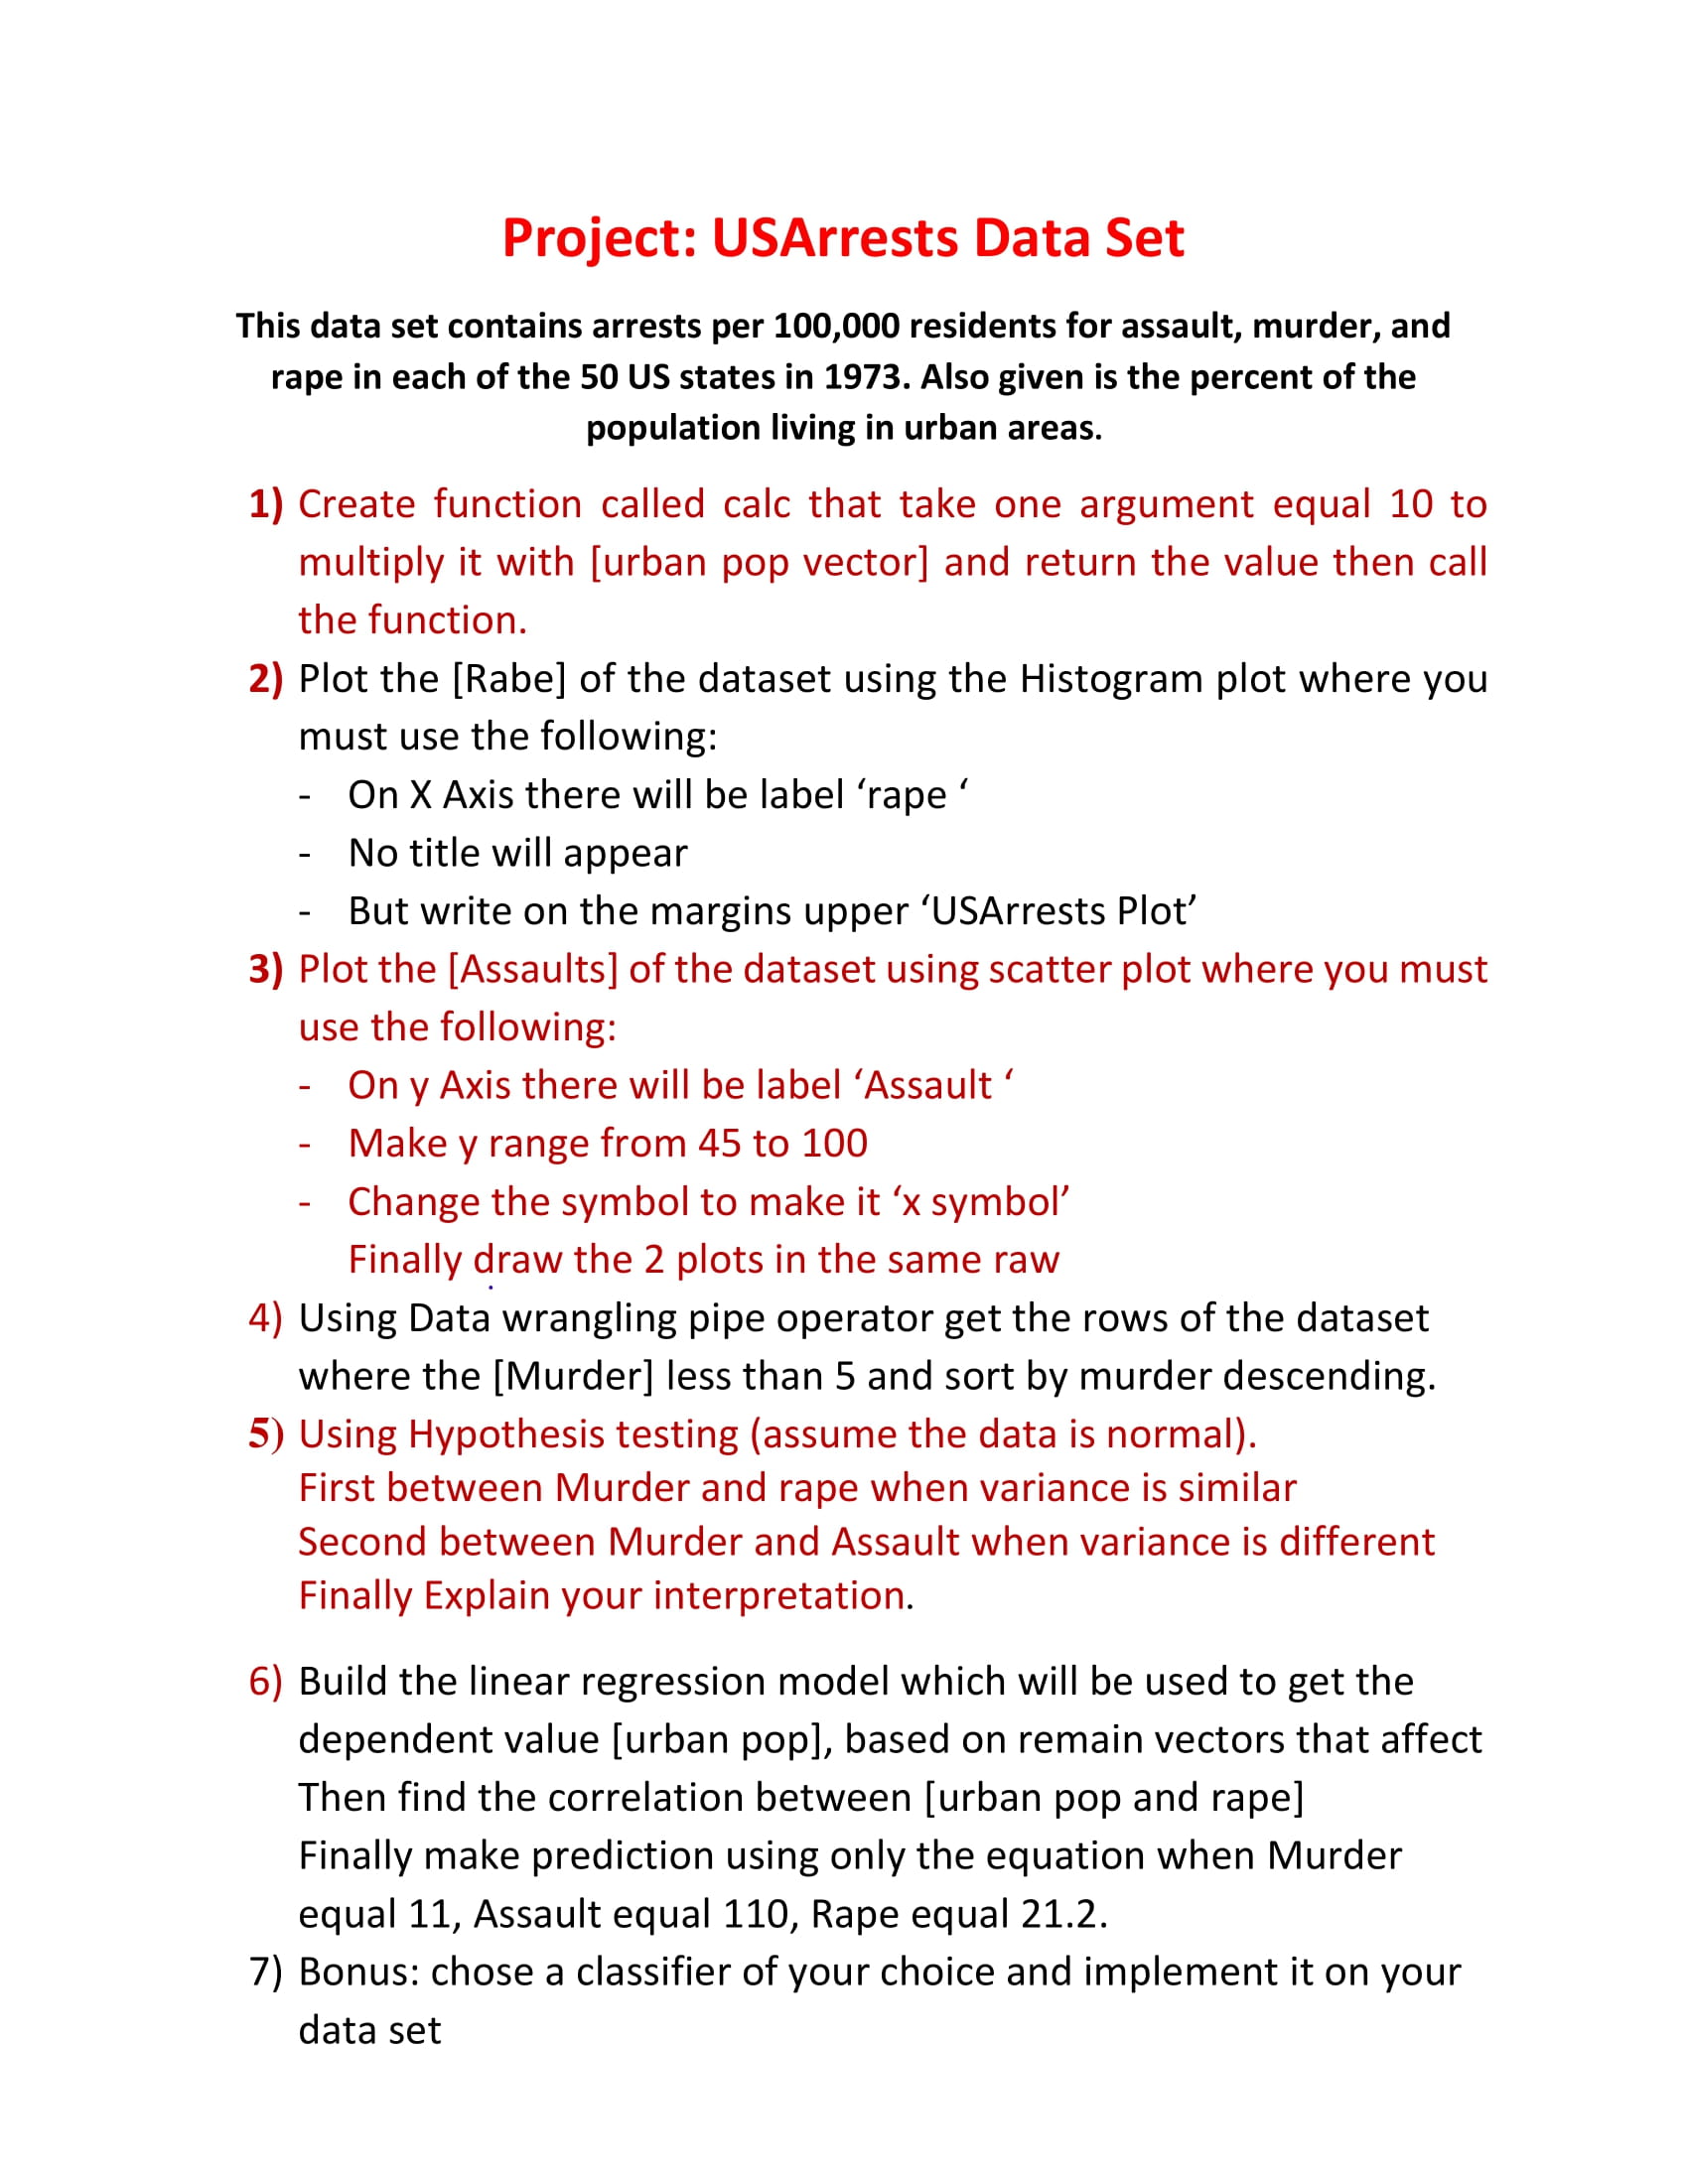 Project: USArrests Data Set
This data set contains arrests per 100,000 residents for assault, murder, and
rape in each of the 50 US states in 1973. Also given is the percent of the
population living in urban areas.
1) Create function called calc that take one argument equal 10 to
multiply it with [urban pop vector] and return the value then call
the function.
2) Plot the [Rabe] of the dataset using the Histogram plot where you
must use the following:
- On X Axis there will be label ‘rape ‘
- No title will appear
- But write on the margins upper ‘USArrests Plot’
3) Plot the [Assaults] of the dataset using scatter plot where you must
use the following:
- On y Axis there will be label ‘Assault ‘
- Make y range from 45 to 100
- Change the symbol to make it ‘x symbol’
Finally draw the 2 plots in the same raw
4) Using Data wrangling pipe operator get the rows of the dataset
where the [Murder] less than 5 and sort by murder descending.
5) Using Hypothesis testing (assume the data is normal).
First between Murder and rape when variance is similar
Second between Murder and Assault when variance is different
Finally Explain your interpretation.
6) Build the linear regression model which will be used to get the
dependent value [urban pop], based on remain vectors that affect
Then find the correlation between [urban pop and rape]
Finally make prediction using only the equation when Murder
equal 11, Assault equal 110, Rape equal 21.2.
7) Bonus: chose a classifier of your choice and implement it on your
data set